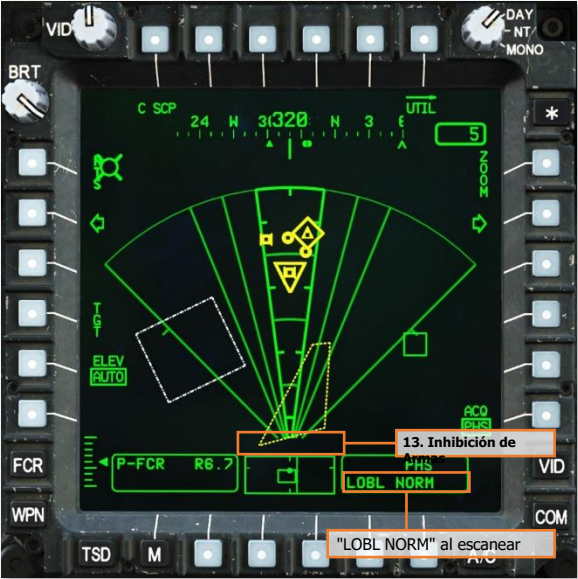 VID
DAY
NT
MONO
BRT
C SCP
UTIL
24 W 3 320 N 3 E
5
*
ZOOM
TGT
ELEV
AUTO
ACQ
PHS
13. Inhibición de
Armas
FCR
P-FCR R6.7
PHS
LOBL NORM
VID
WPN
COM
"LOBL NORM" al escanear
TSD
M
A/C